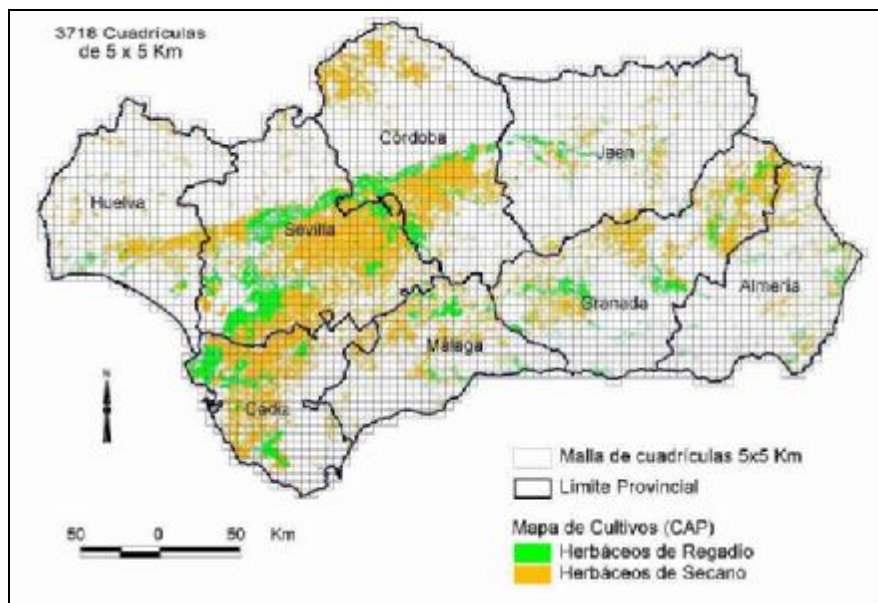 3718 Cuadrículas
de 5 x 5 Km
Córdoba
Jaen
Huelva
Sevilla
Granada
Almería
Málaga
Cádiz
N
Malla de cuadrículas 5x5 Km
Límite Provincial
50 0 50 Km
Mapa de Cultivos (CAP)
Herbáceos de Regadío
Herbáceos de Secano